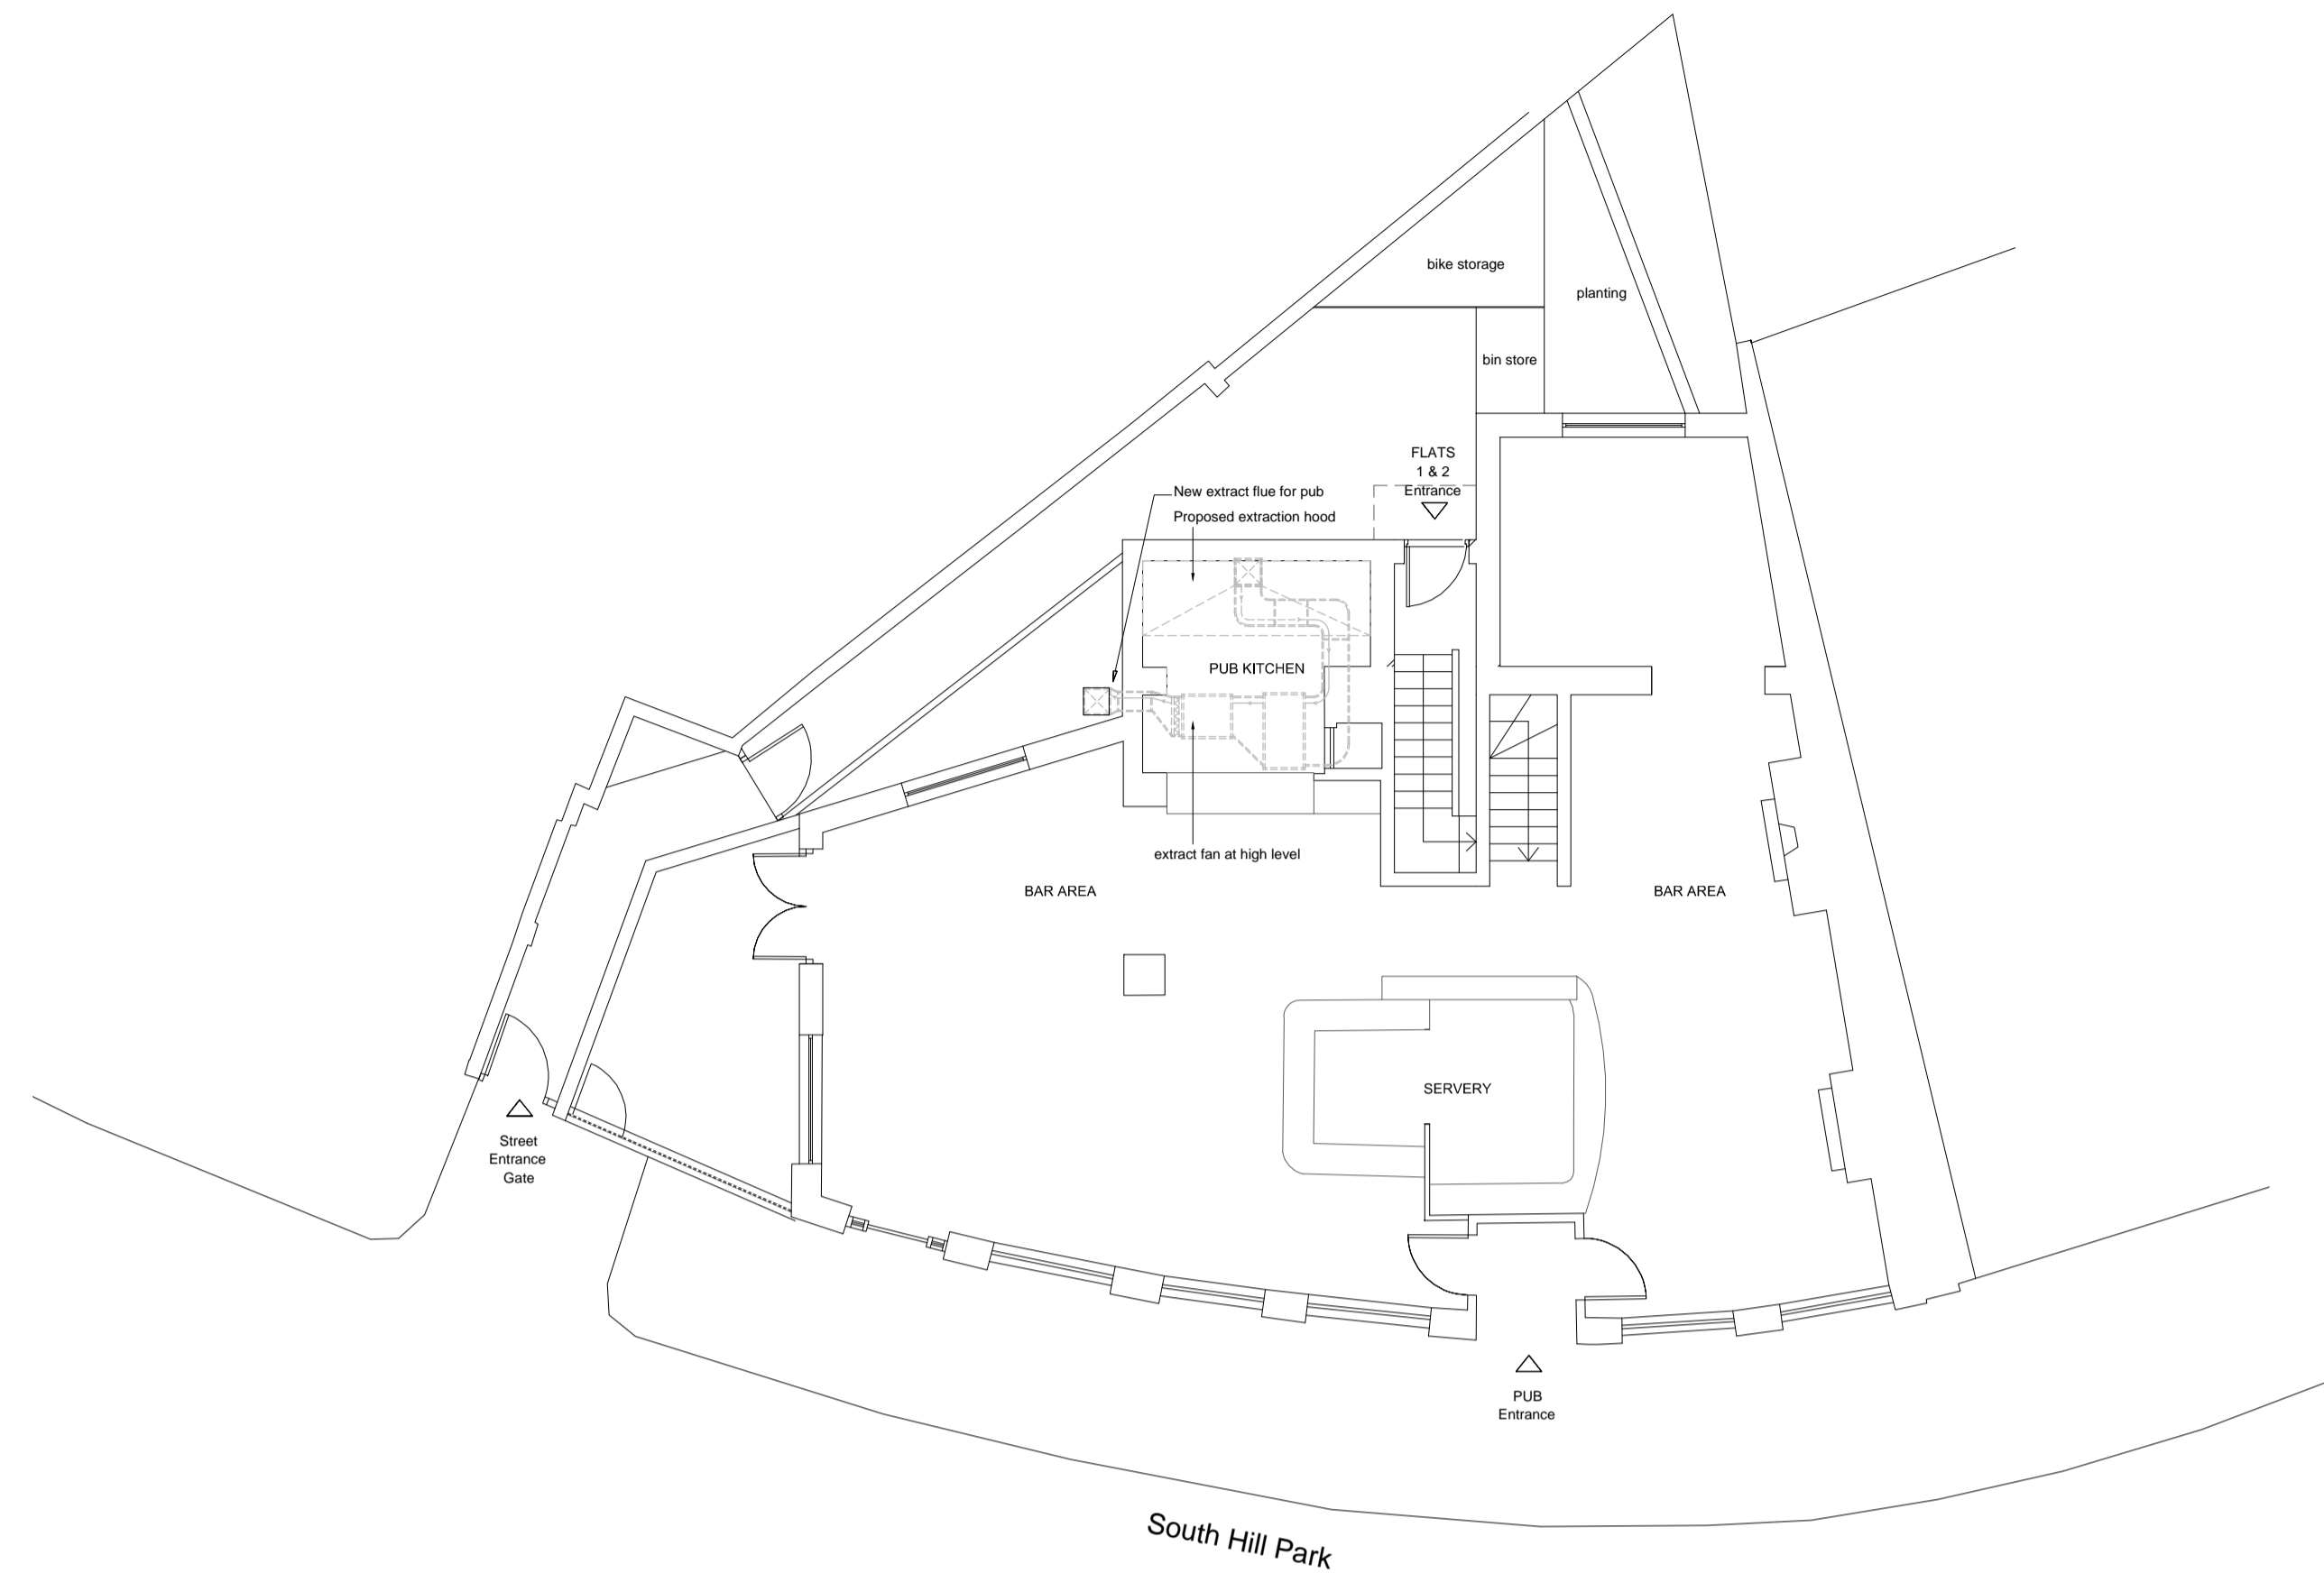 bike storage
planting
bin store
FLATS
1 & 2
Entrance
New extract flue for pub
Proposed extraction hood
PUB KITCHEN
extract fan at high level
BAR AREA
BAR AREA
SERVERY
Street
Entrance
Gate
PUB
Entrance
South Hill Park